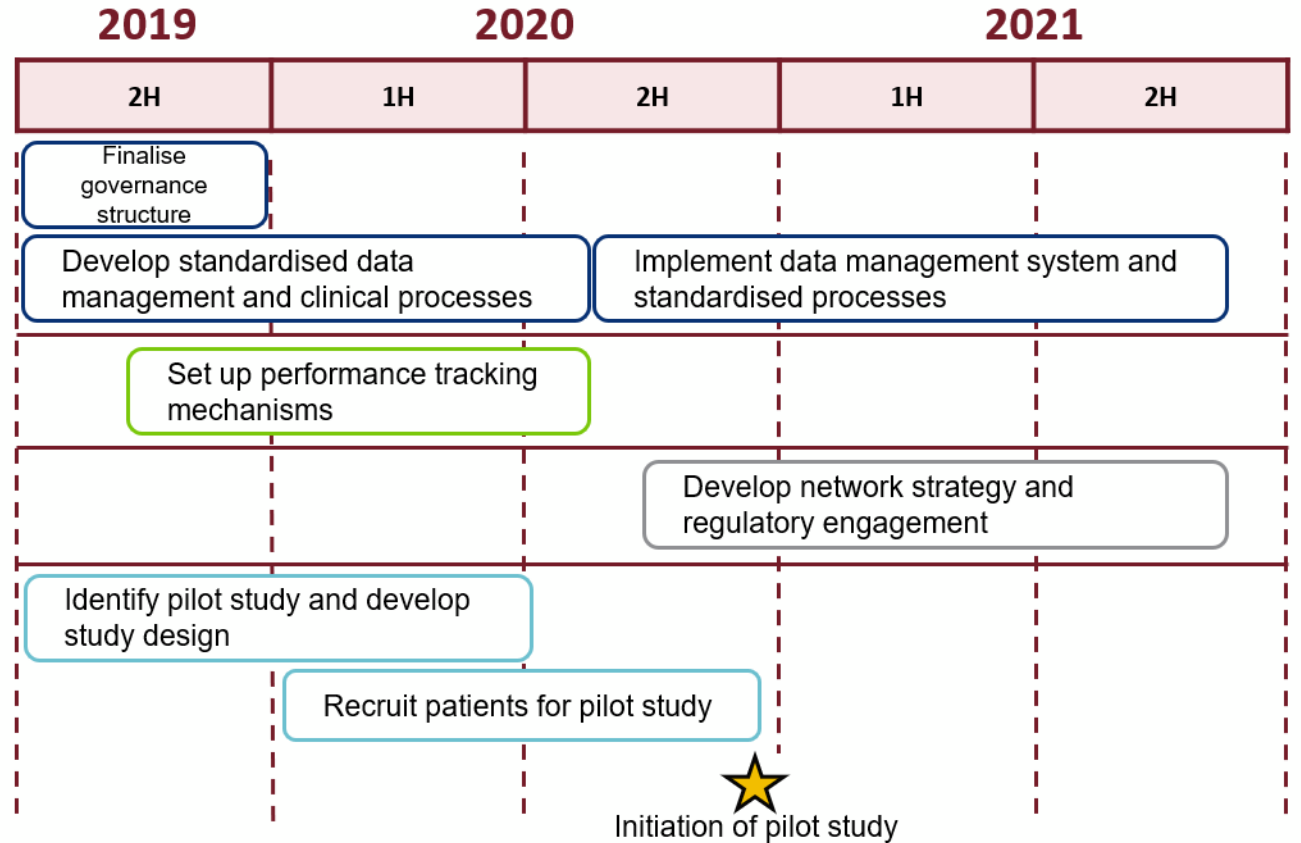 2019 2020 2021
2H 1H 2H 1H 2H
Finalise
governance
structure
Develop standardised data
management and clinical processes
Implement data management system and
standardised processes
Set up performance tracking
mechanisms
Develop network strategy and
regulatory engagement
Identify pilot study and develop
study design
Recruit patients for pilot study
Initiation of pilot study